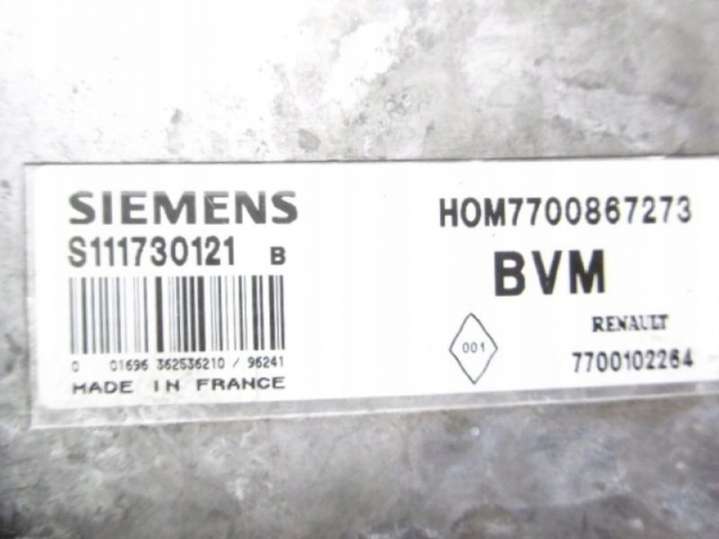 SIEMENS
S111730121 B
0 01696 362536210 / 96241
MADE IN FRANCE
HOM7700867273
BVM
RENAULT
001
7700102264